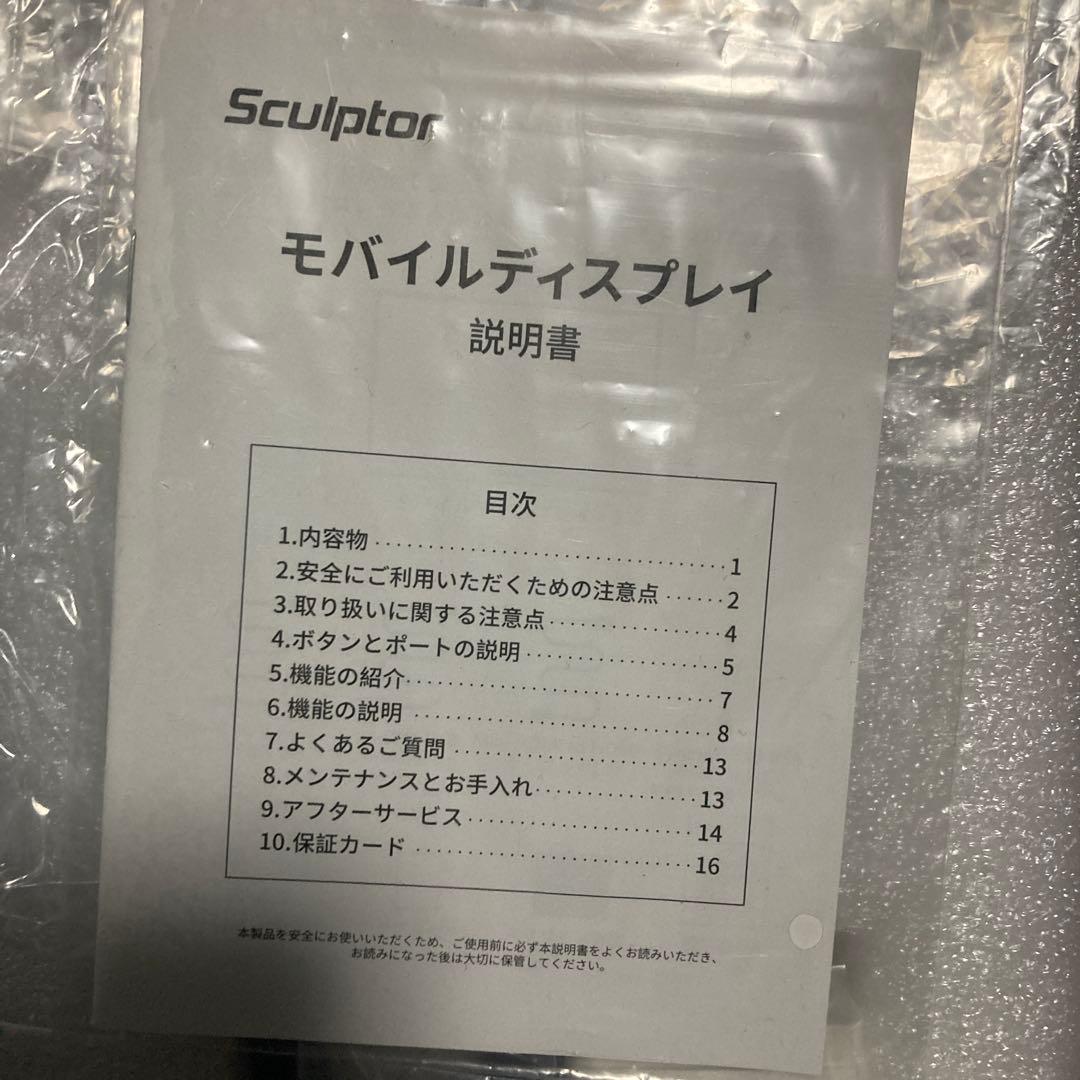 Sculptor
モバイルディスプレイ
説明書
目次
1.内容物 ................................ 1
2.安全にご利用いただくための注意点 ...... 2
3.取り扱いに関する注意点 ................ 4
4.ボタンとポートの説明 .................. 5
5.機能の紹介 ............................. 7
6.機能の説明 ............................. 8
7.よくあるご質問 ........................ 13
8.メンテナンスとお手入れ ............... 13
9.アフターサービス ...................... 14
10.保証カード ........................... 16
本製品を安全にお使いいただくため、ご使用前に必ず本説明書をよくお読みいただき、
お読みになった後は大切に保管してください。